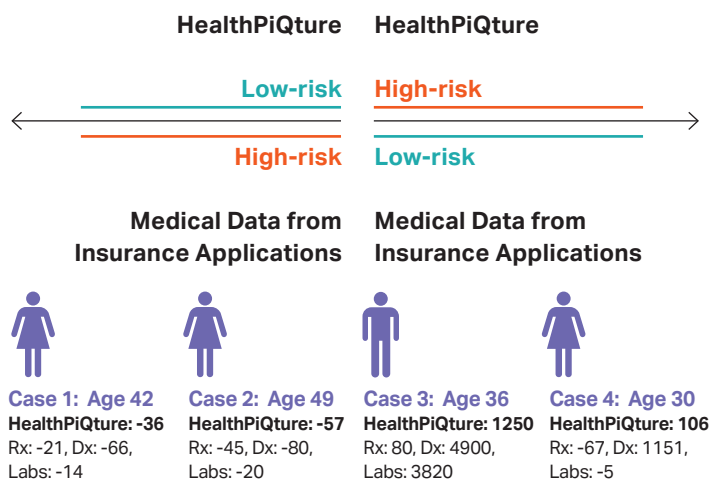 HealthPiQture HealthPiQture
Low-risk High-risk
High-risk Low-risk
Medical Data from
Insurance Applications
Medical Data from
Insurance Applications
Case 1: Age 42
HealthPiQture: -36
Rx: -21, Dx: -66,
Labs: -14
Case 2: Age 49
HealthPiQture: -57
Rx: -45, Dx: -80,
Labs: -20
Case 3: Age 36
HealthPiQture: 1250
Rx: 80, Dx: 4900,
Labs: 3820
Case 4: Age 30
HealthPiQture: 106
Rx: -67, Dx: 1151,
Labs: -5